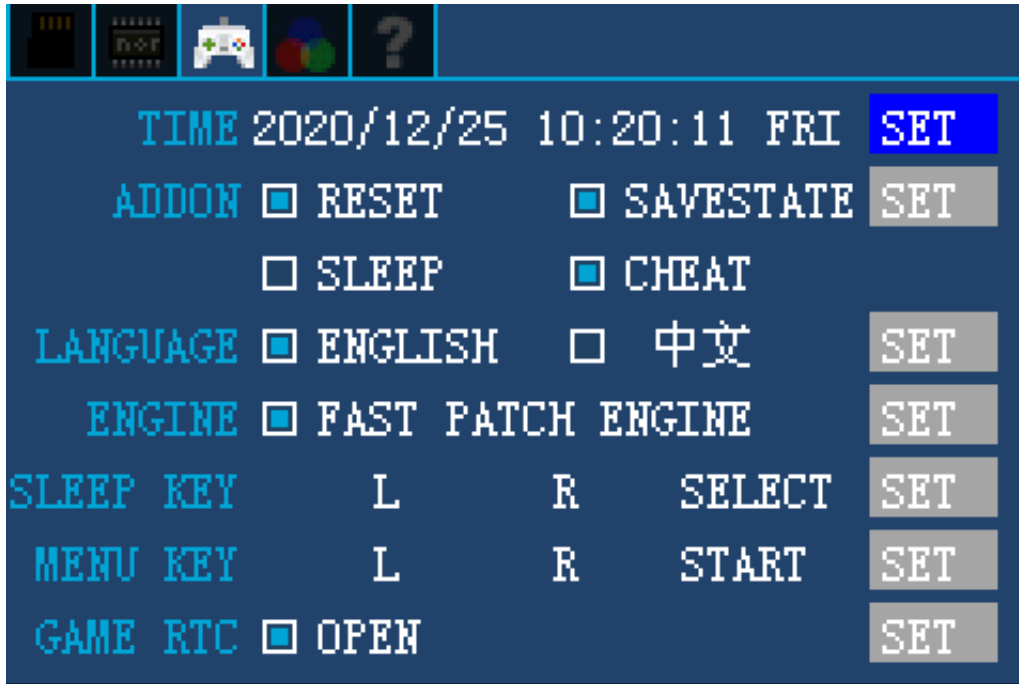 nor ?
TIME 2020/12/25 10:20:11 FRI SET
ADDON RESET SAVESTATE SET
SLEEP CHEAT
LANGUAGE ENGLISH 中文 SET
ENGINE FAST PATCH ENGINE SET
SLEEP KEY L R SELECT SET
MENU KEY L R START SET
GAME RTC OPEN SET